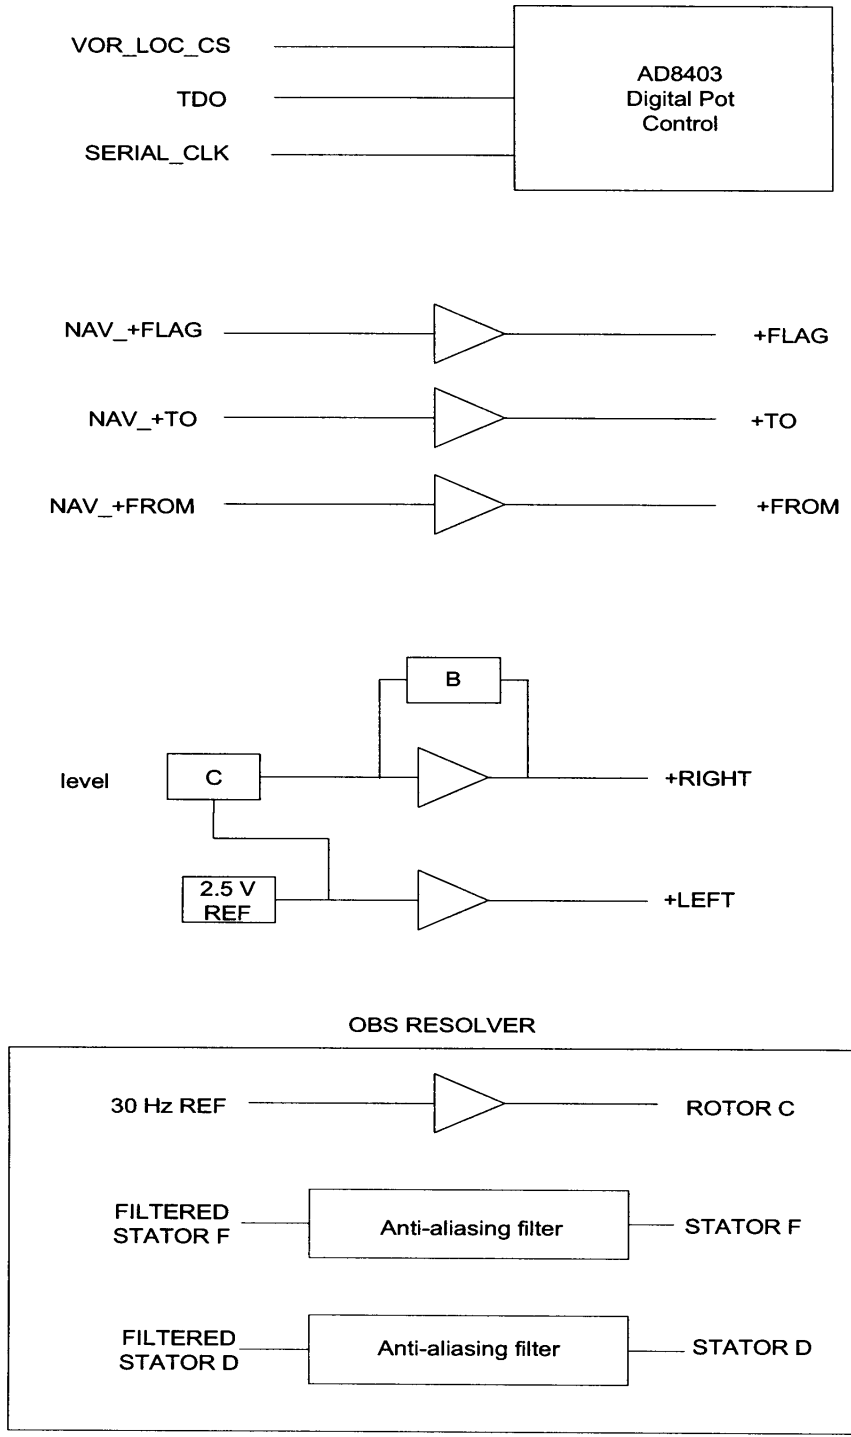 VOR_LOC_CS
TDO
SERIAL_CLK
AD8403
Digital Pot
Control
NAV_+FLAG
+FLAG
NAV_+TO
+TO
NAV_+FROM
+FROM
B
level
C
+RIGHT
2.5 V
REF
+LEFT
OBS RESOLVER
30 Hz REF
ROTOR C
FILTERED
STATOR F
Anti-aliasing filter
STATOR F
FILTERED
STATOR D
Anti-aliasing filter
STATOR D